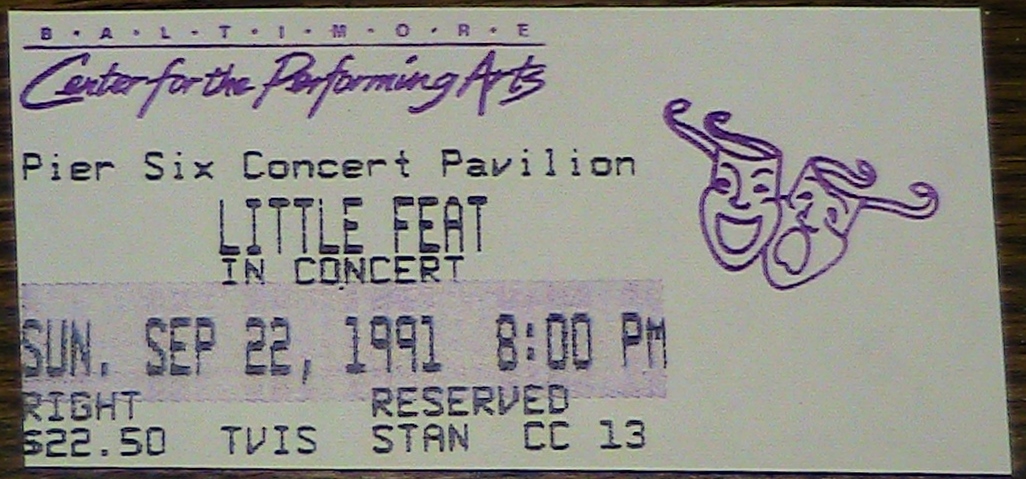 B • A • L • T • I • M • O • R • E
Center for the Performing Arts
Pier Six Concert Pavilion
LITTLE FEAT
IN CONCERT
SUN. SEP 22, 1991 8:00 PM
RIGHT RESERVED
$22.50 TVIS STAN CC 13